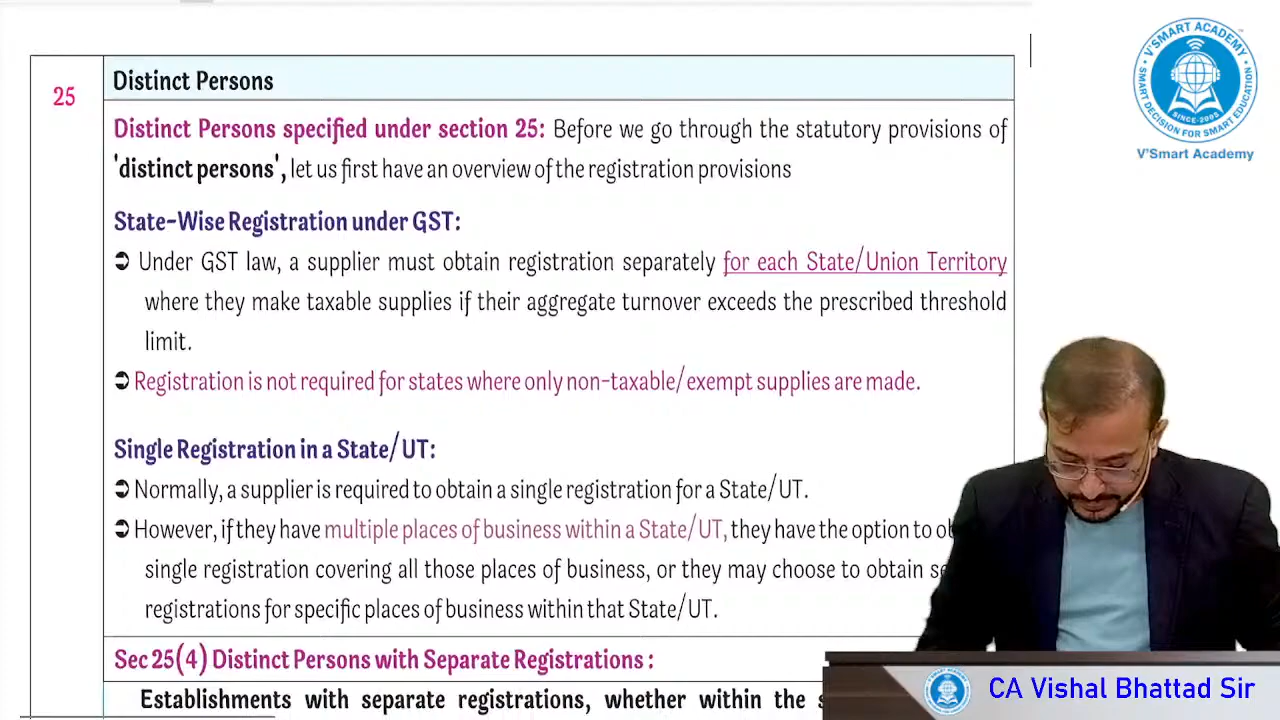 V'SMART ACADEMY
SMART DECISION FOR SMART EDUCATION
SINCE-2995
V'Smart Academy
25
Distinct Persons
Distinct Persons specified under section 25: Before we go through the statutory provisions of
'distinct persons', let us first have an overview of the registration provisions
State-Wise Registration under GST:
➲ Under GST law, a supplier must obtain registration separately for each State/Union Territory
where they make taxable supplies if their aggregate turnover exceeds the prescribed threshold
limit.
➲ Registration is not required for states where only non-taxable/exempt supplies are made.
Single Registration in a State/UT:
➲ Normally, a supplier is required to obtain a single registration for a State/UT.
➲ However, if they have multiple places of business within a State/UT, they have the option to
single registration covering all those places of business, or they may choose to obtain
registrations for specific places of business within that State/UT.
Sec 25(4) Distinct Persons with Separate Registrations :
Establishments with separate registrations, whether within the
CA Vishal Bhattad Sir